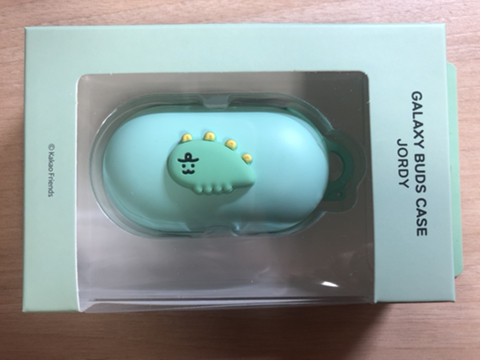 GALAXY BUDS CASE
JORDY
© Kakao Friends